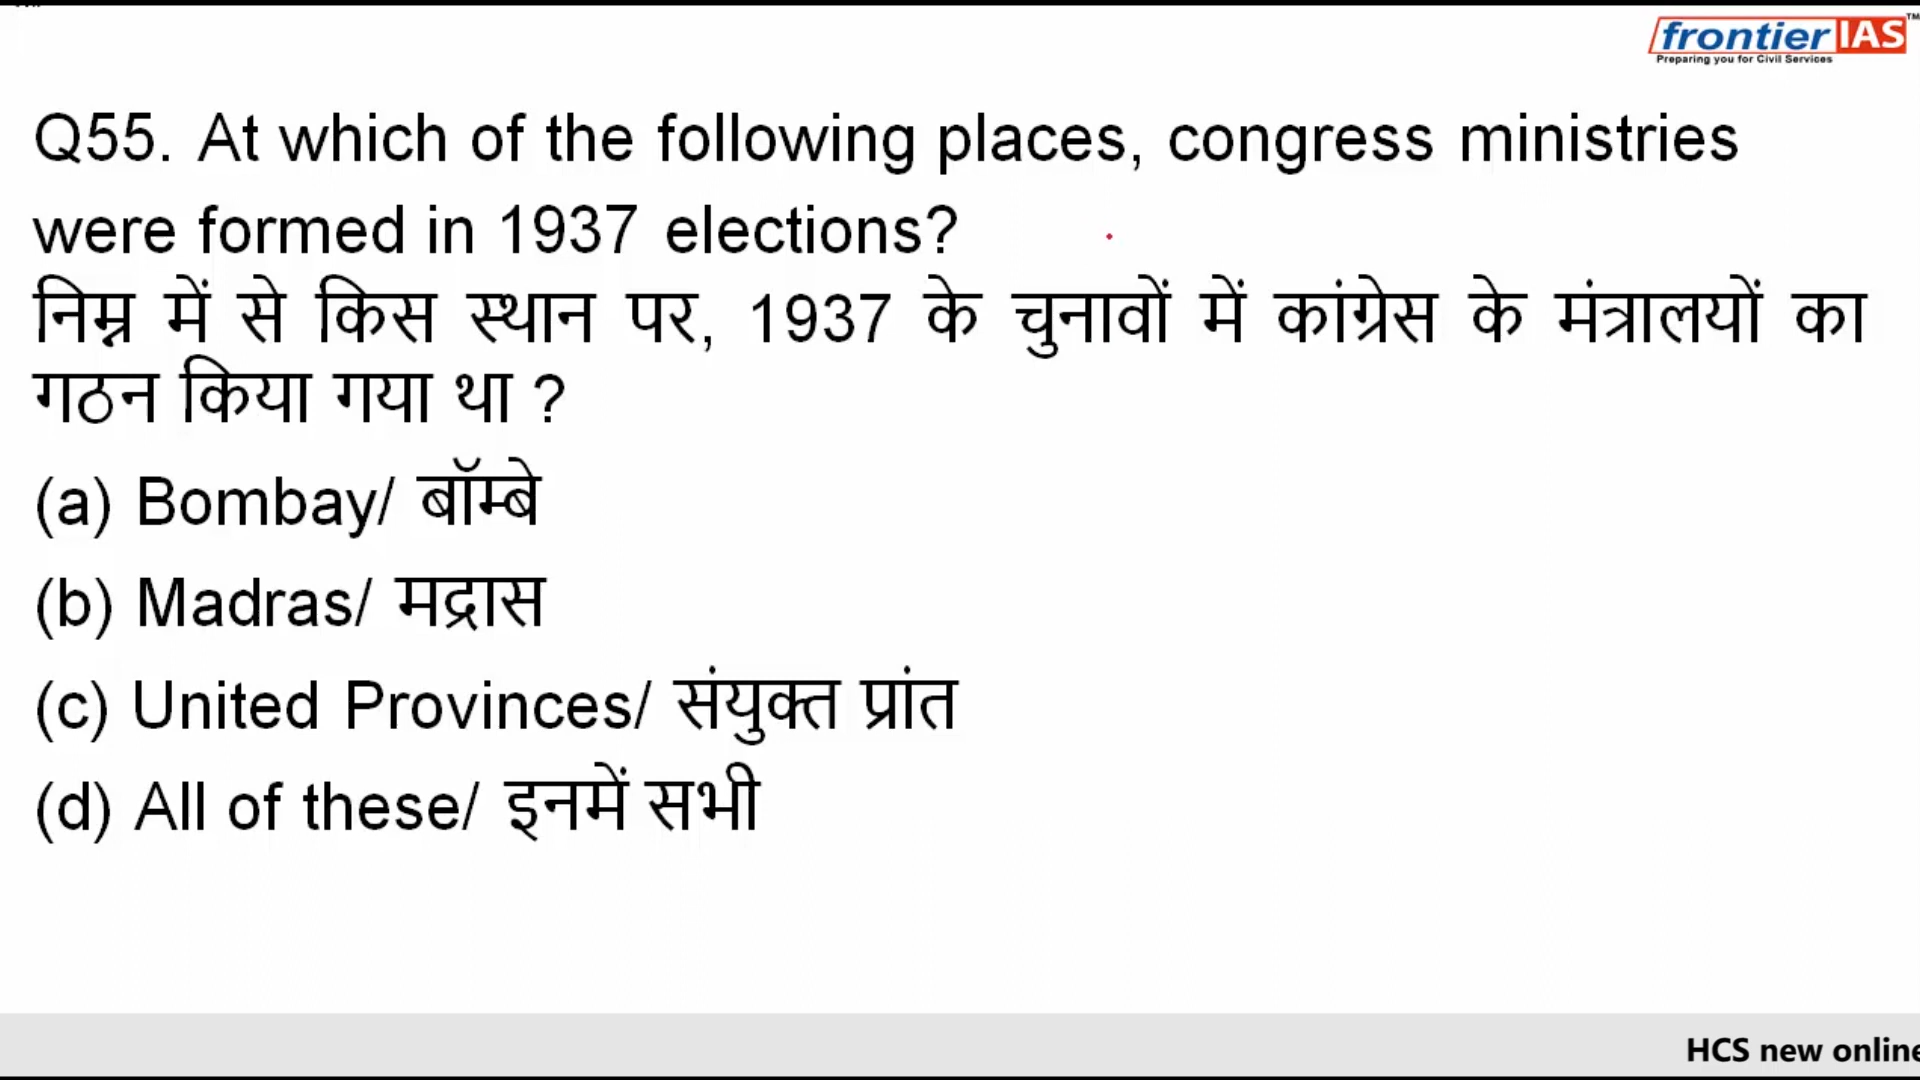 frontier IAS TM
Preparing you for Civil Services
Q55. At which of the following places, congress ministries
were formed in 1937 elections?
निम्न में से किस स्थान पर, 1937 के चुनावों में कांग्रेस के मंत्रालयों का
गठन किया गया था ?
(a) Bombay/ बॉम्बे
(b) Madras/ मद्रास
(c) United Provinces/ संयुक्त प्रांत
(d) All of these/ इनमें सभी
HCS new online